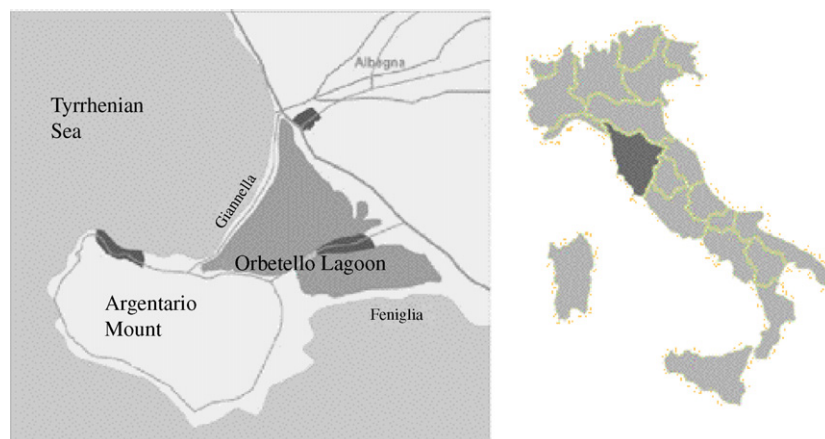 Albegna
Tyrrhenian
Sea
Giannella
Orbetello Lagoon
Argentario
Mount
Feniglia